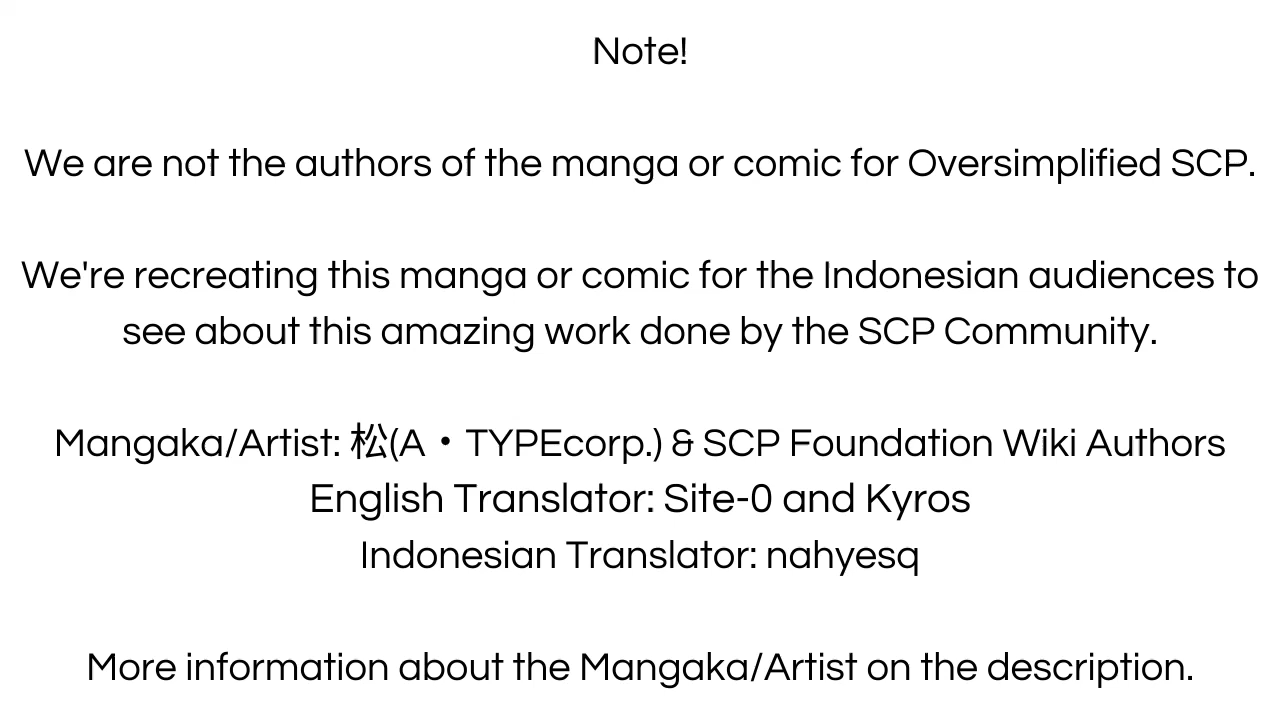 Note!
We are not the authors of the manga or comic for Oversimplified SCP.
We're recreating this manga or comic for the Indonesian audiences to
see about this amazing work done by the SCP Community.
Mangaka/Artist: 松(A・TYPEcorp.) & SCP Foundation Wiki Authors
English Translator: Site-0 and Kyros
Indonesian Translator: nahyesq
More information about the Mangaka/Artist on the description.